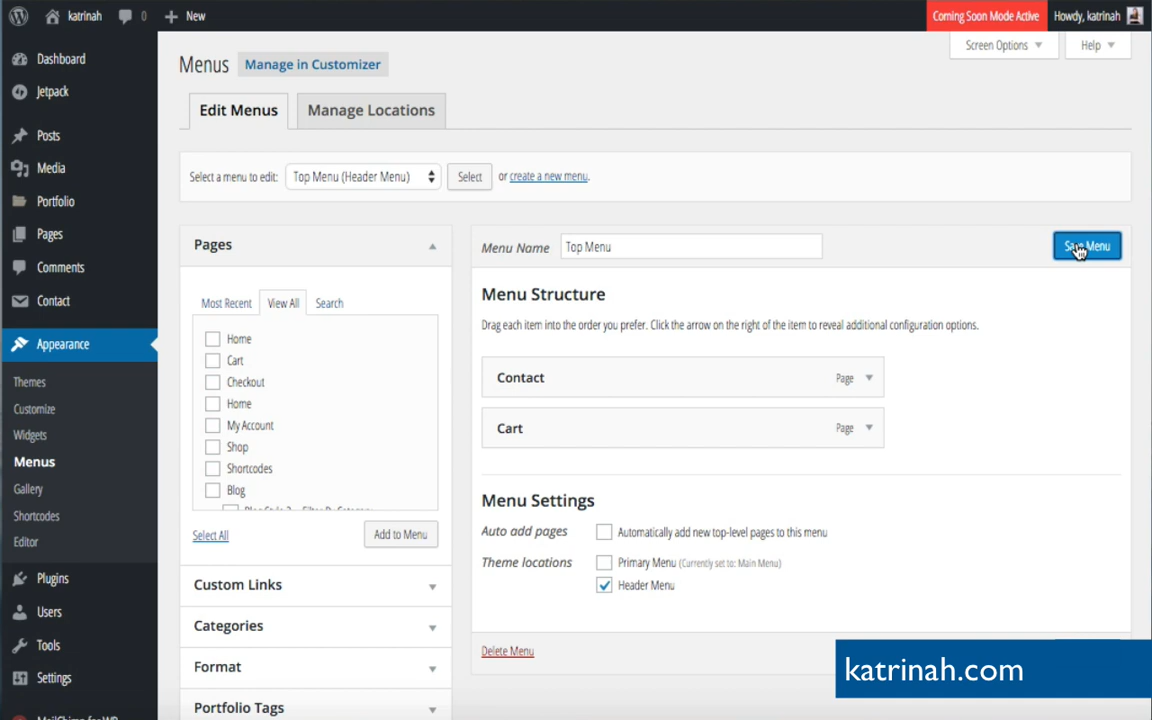 katrinah
0
New
Coming Soon Mode Active
Howdy, katrinah
Dashboard
Jetpack
Posts
Media
Portfolio
Pages
Comments
Contact
Appearance
Themes
Customize
Widgets
Menus
Gallery
Shortcodes
Editor
Plugins
Users
Tools
Settings
MailChimp for WP
Screen Options
Help
Menus
Manage in Customizer
Edit Menus
Manage Locations
Select a menu to edit:
Top Menu (Header Menu)
Select
or create a new menu.
Pages
Most Recent
View All
Search
Home
Cart
Checkout
Home
My Account
Shop
Shortcodes
Blog
Select All
Add to Menu
Custom Links
Categories
Format
Portfolio Tags
Menu Name
Top Menu
Save Menu
Menu Structure
Drag each item into the order you prefer. Click the arrow on the right of the item to reveal additional configuration options.
Contact
Page
Cart
Page
Menu Settings
Auto add pages
Automatically add new top-level pages to this menu
Theme locations
Primary Menu (Currently set to: Main Menu)
Header Menu
Delete Menu
katrinah.com